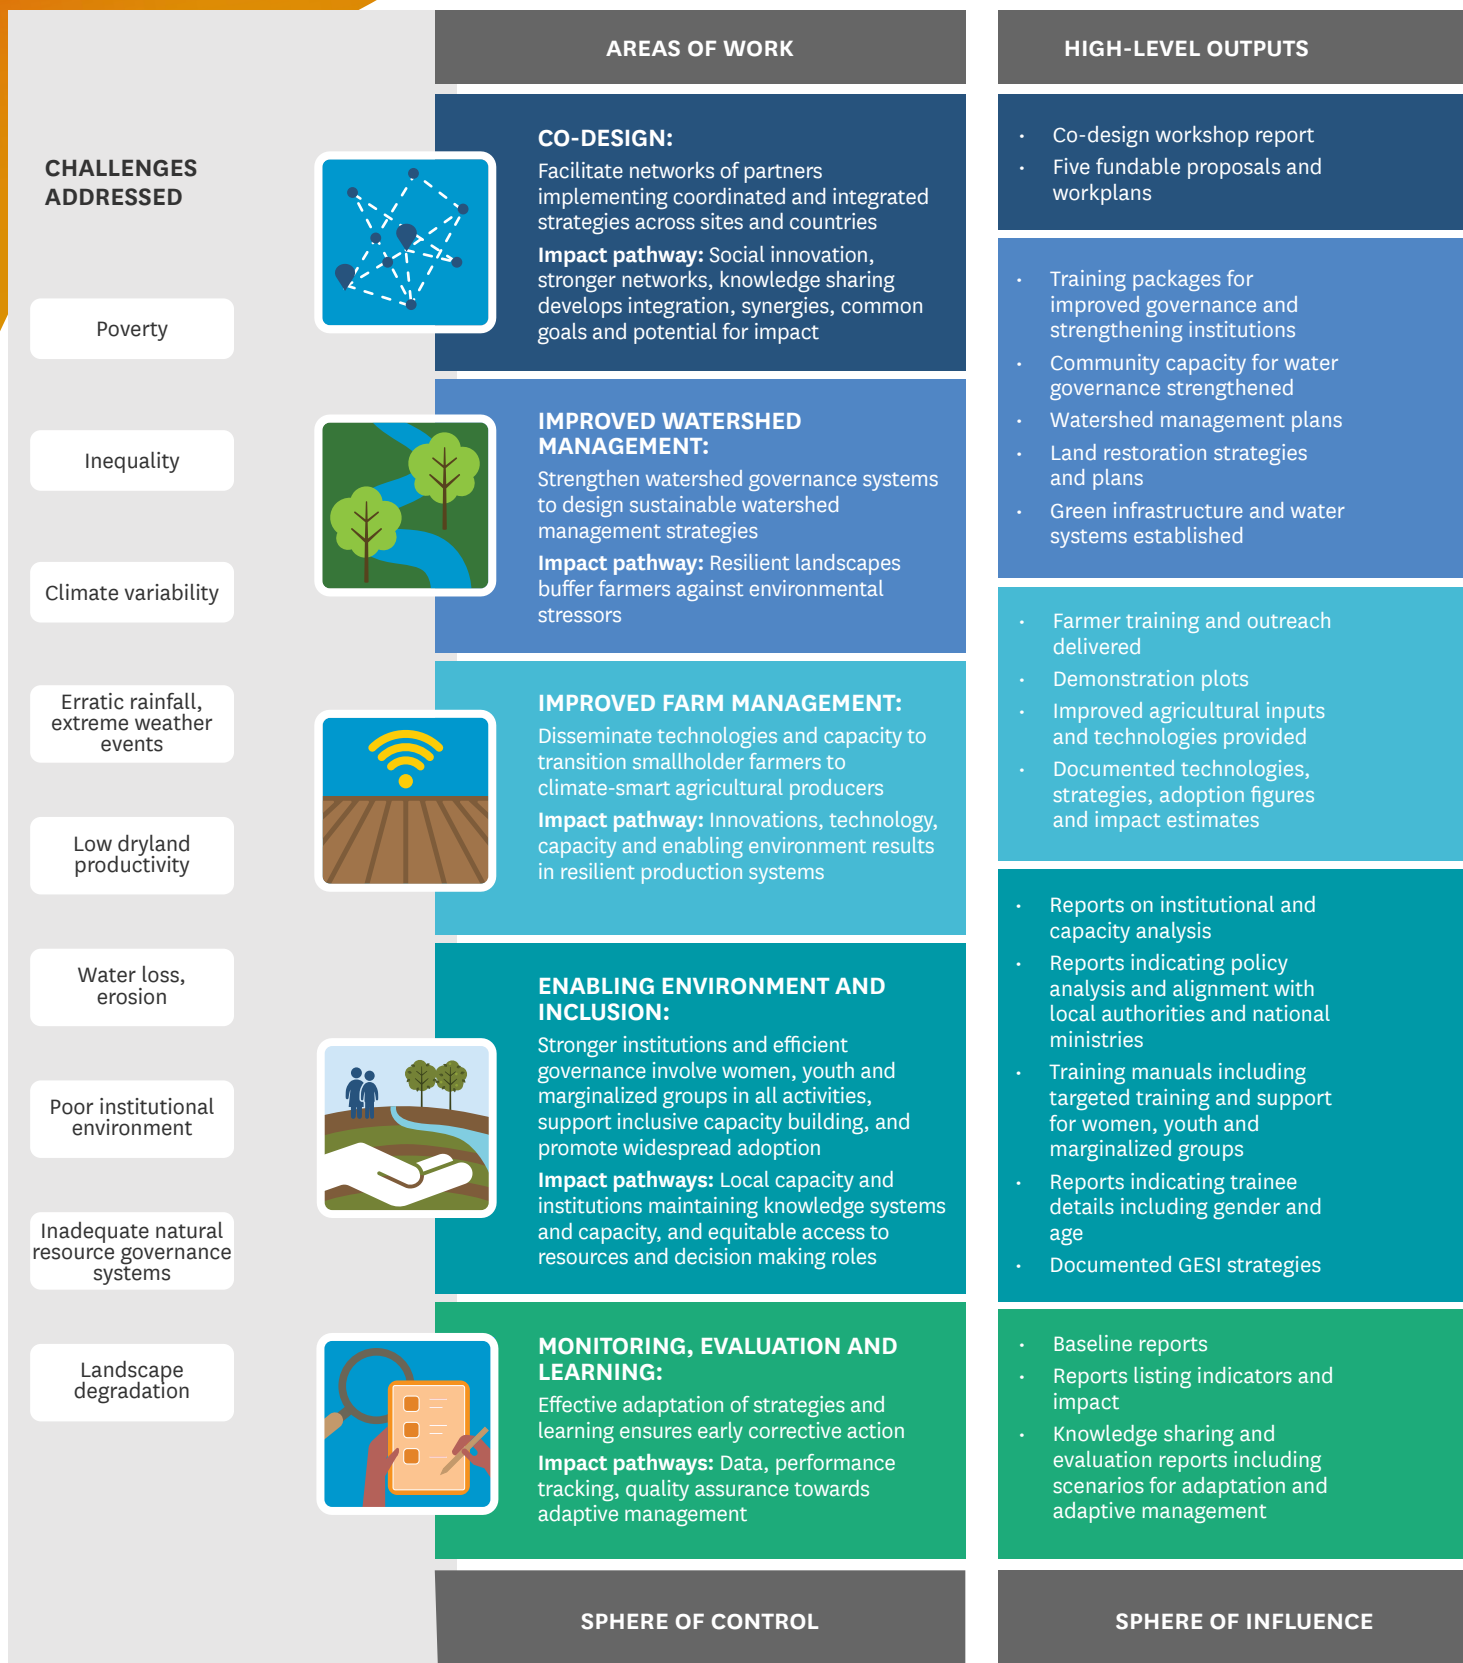 CHALLENGES
ADDRESSED
Poverty
Inequality
Climate variability
Erratic rainfall,
extreme weather
events
Low dryland
productivity
Water loss,
erosion
Poor institutional
environment
Inadequate natural
resource governance
systems
Landscape
degradation
AREAS OF WORK
CO-DESIGN:
Facilitate networks of partners
implementing coordinated and integrated
strategies across sites and countries
Impact pathway: Social innovation,
stronger networks, knowledge sharing
develops integration, synergies, common
goals and potential for impact
IMPROVED WATERSHED
MANAGEMENT:
Strengthen watershed governance systems
to design sustainable watershed
management strategies
Impact pathway: Resilient landscapes
buffer farmers against environmental
stressors
IMPROVED FARM MANAGEMENT:
Disseminate technologies and capacity to
transition smallholder farmers to
climate-smart agricultural producers
Impact pathway: Innovations, technology,
capacity and enabling environment results
in resilient production systems
ENABLING ENVIRONMENT AND
INCLUSION:
Stronger institutions and efficient
governance involve women, youth and
marginalized groups in all activities,
support inclusive capacity building, and
promote widespread adoption
Impact pathways: Local capacity and
institutions maintaining knowledge systems
and capacity, and equitable access to
resources and decision making roles
MONITORING, EVALUATION AND
LEARNING:
Effective adaptation of strategies and
learning ensures early corrective action
Impact pathways: Data, performance
tracking, quality assurance towards
adaptive management
SPHERE OF CONTROL
HIGH-LEVEL OUTPUTS
• Co-design workshop report
• Five fundable proposals and
workplans
• Training packages for
improved governance and
strengthening institutions
• Community capacity for water
governance strengthened
• Watershed management plans
• Land restoration strategies
and plans
• Green infrastructure and water
systems established
• Farmer training and outreach
delivered
• Demonstration plots
• Improved agricultural inputs
and technologies provided
• Documented technologies,
strategies, adoption figures
and impact estimates
• Reports on institutional and
capacity analysis
• Reports indicating policy
analysis and alignment with
local authorities and national
ministries
• Training manuals including
targeted training and support
for women, youth and
marginalized groups
• Reports indicating trainee
details including gender and
age
• Documented GESI strategies
• Baseline reports
• Reports listing indicators and
impact
• Knowledge sharing and
evaluation reports including
scenarios for adaptation and
adaptive management
SPHERE OF INFLUENCE